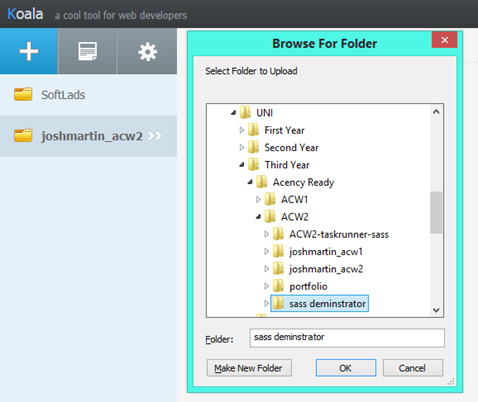 Koala a cool tool for web developers
SoftLads
joshmartin_acw2
Browse For Folder
Select Folder to Upload
UNI
First Year
Second Year
Third Year
Acency Ready
ACW1
ACW2
ACW2-taskrunner-sass
joshmartin_acw1
joshmartin_acw2
portfolio
sass deminstrator
Folder: sass deminstrator
Make New Folder OK Cancel